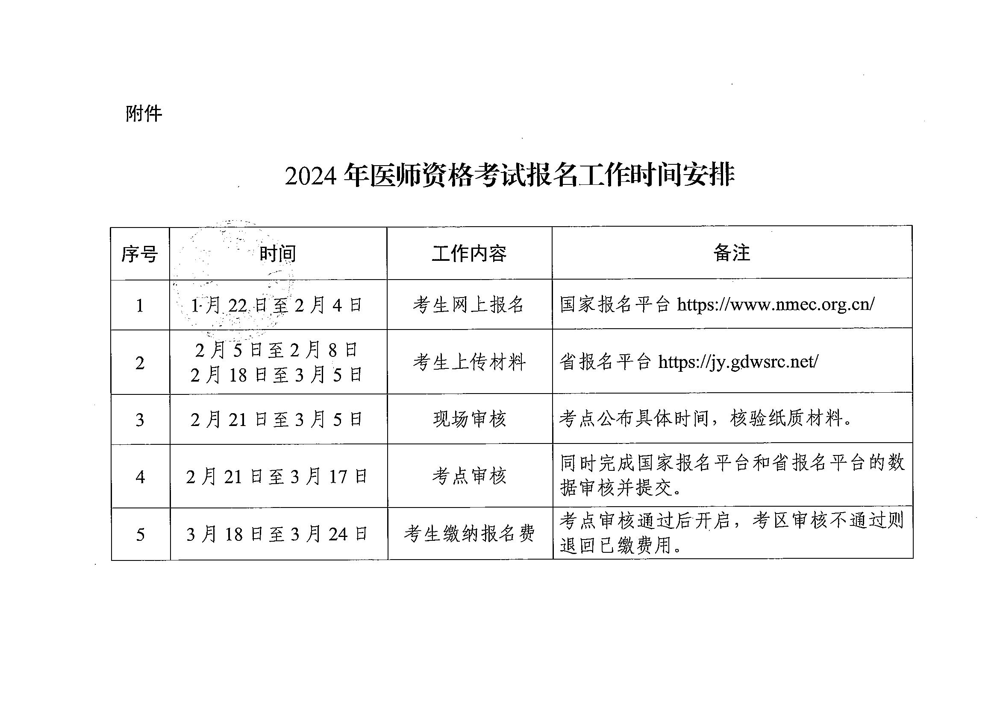 附件
2024年医师资格考试报名工作时间安排
序号 时间 工作内容 备注
1 1月22日至2月4日 考生网上报名 国家报名平台https://www.nmec.org.cn/
2 2月5日至2月8日
2月18日至3月5日 考生上传材料 省报名平台https://jy.gdwsrc.net/
3 2月21日至3月5日 现场审核 考点公布具体时间，核验纸质材料。
4 2月21日至3月17日 考点审核 同时完成国家报名平台和省报名平台的数
据审核并提交。
5 3月18日至3月24日 考生缴纳报名费 考点审核通过后开启，考区审核不通过则
退回已缴费用。